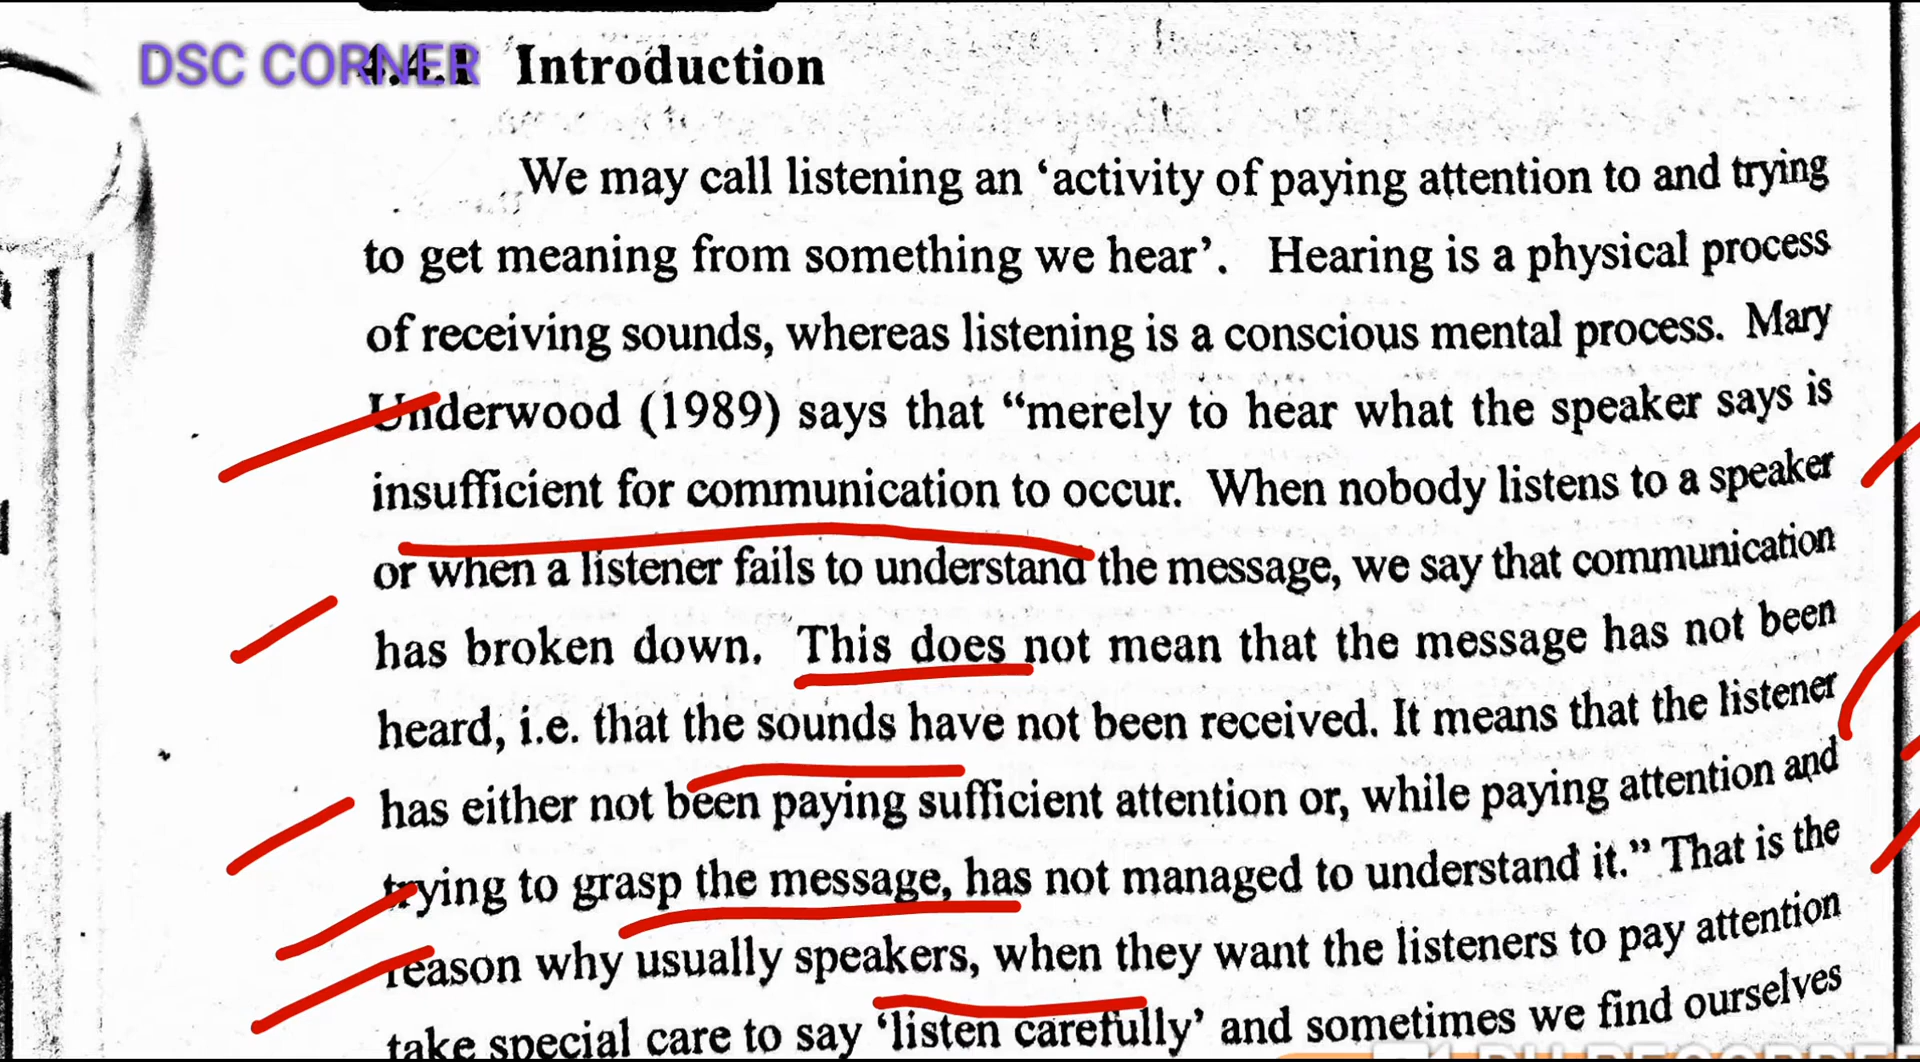 DSC CORNER 4.4.1 Introduction
We may call listening an ‘activity of paying attention to and trying
to get meaning from something we hear’. Hearing is a physical process
of receiving sounds, whereas listening is a conscious mental process. Mary
Underwood (1989) says that “merely to hear what the speaker says is
insufficient for communication to occur. When nobody listens to a speaker
or when a listener fails to understand the message, we say that communication
has broken down. This does not mean that the message has not been
heard, i.e. that the sounds have not been received. It means that the listener
has either not been paying sufficient attention or, while paying attention and
trying to grasp the message, has not managed to understand it.” That is the
reason why usually speakers, when they want the listeners to pay attention
take special care to say ‘listen carefully’ and sometimes we find ourselves